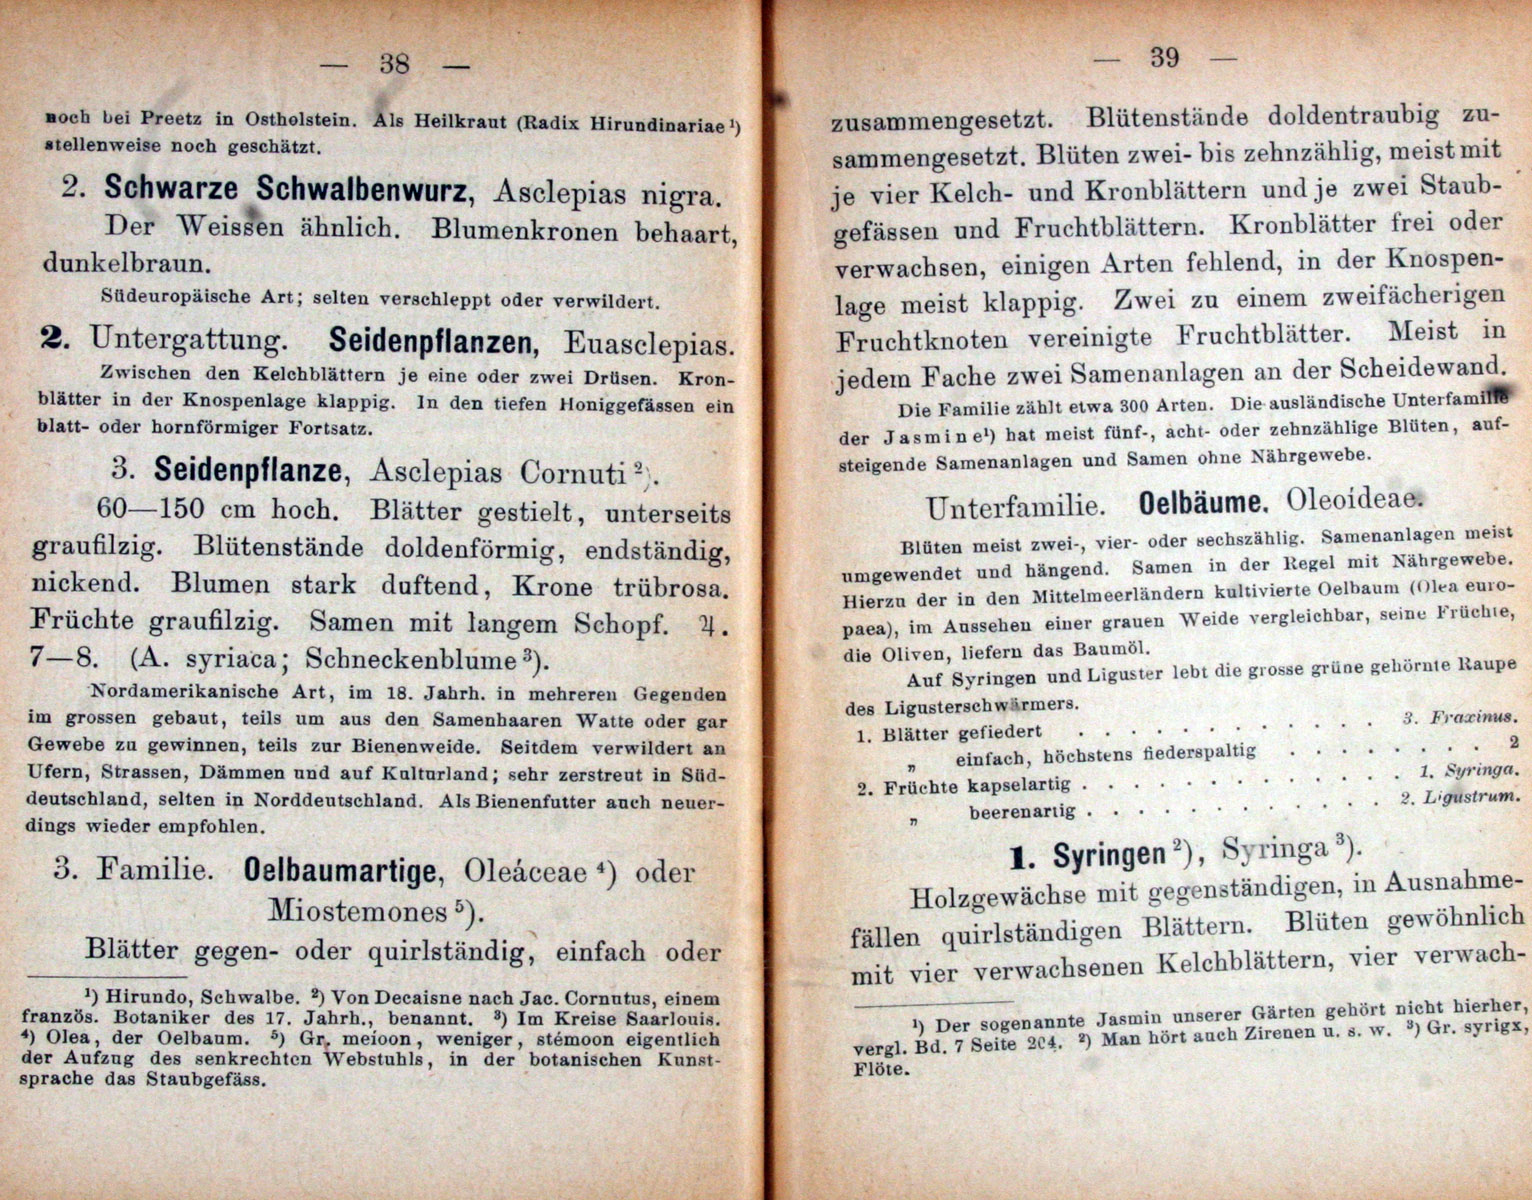 — 38 —
noch bei Preetz in Ostholstein. Als Heilkraut (Radix Hirundinariae ¹)
stellenweise noch geschätzt.
2. Schwarze Schwalbenwurz, Asclepias nigra.
Der Weissen ähnlich. Blumenkronen behaart,
dunkelbraun.
Südeuropäische Art; selten verschleppt oder verwildert.
2. Untergattung. Seidenpflanzen, Euasclepias.
Zwischen den Kelchblättern je eine oder zwei Drüsen. Kron-
blätter in der Knospenlage klappig. In den tiefen Honiggefässen ein
blatt- oder hornförmiger Fortsatz.
3. Seidenpflanze, Asclepias Cornuti ²).
60—150 cm hoch. Blätter gestielt, unterseits
graufilzig. Blütenstände doldenförmig, endständig,
nickend. Blumen stark duftend, Krone trübrosa.
Früchte graufilzig. Samen mit langem Schopf. ♃.
7—8. (A. syriaca; Schneckenblume ³).
Nordamerikanische Art, im 18. Jahrh. in mehreren Gegenden
im grossen gebaut, teils um aus den Samenhaaren Watte oder gar
Gewebe zu gewinnen, teils zur Bienenweide. Seitdem verwildert an
Ufern, Strassen, Dämmen und auf Kulturland; sehr zerstreut in Süd-
deutschland, selten in Norddeutschland. Als Bienenfutter auch neuer-
dings wieder empfohlen.
3. Familie. Oelbaumartige, Oleáceae ⁴) oder
Miostemones ⁵).
Blätter gegen- oder quirlständig, einfach oder
¹) Hirundo, Schwalbe. ²) Von Decaisne nach Jac. Cornutus, einem
französ. Botaniker des 17. Jahrh., benannt. ³) Im Kreise Saarlouis.
⁴) Olea, der Oelbaum. ⁵) Gr. meioon, weniger, stémoon eigentlich
der Aufzug des senkrechten Webstuhls, in der botanischen Kunst-
sprache das Staubgefäss.
— 39 —
zusammengesetzt. Blütenstände doldentraubig zu-
sammengesetzt. Blüten zwei- bis zehnzählig, meist mit
je vier Kelch- und Kronblättern und je zwei Staub-
gefässen und Fruchtblättern. Kronblätter frei oder
verwachsen, einigen Arten fehlend, in der Knospen-
lage meist klappig. Zwei zu einem zweifächerigen
Fruchtknoten vereinigte Fruchtblätter. Meist in
jedem Fache zwei Samenanlagen an der Scheidewand.
Die Familie zählt etwa 300 Arten. Die ausländische Unterfamilie
der Jasmine¹) hat meist fünf-, acht- oder zehnzählige Blüten, auf-
steigende Samenanlagen und Samen ohne Nährgewebe.
Unterfamilie. Oelbäume. Oleoídeae.
Blüten meist zwei-, vier- oder sechszählig. Samenanlagen meist
umgewendet und hängend. Samen in der Regel mit Nährgewebe.
Hierzu der in den Mittelmeerländern kultivierte Oelbaum (Olea euro-
paea), im Aussehen einer grauen Weide vergleichbar, seine Früchte,
die Oliven, liefern das Baumöl.
Auf Syringen und Liguster lebt die grosse grüne gehörnte Raupe
des Ligusterschwärmers.
1. Blätter gefiedert . . . . . . . . . . . 3. Fraxinus.
„ einfach, höchstens fiederspaltig . . . . . . . . 2
2. Früchte kapselartig . . . . . . . . . . . . 1. Syringa.
„ beerenartig . . . . . . . . . . . . 2. Ligustrum.
1. Syringen ²), Syringa ³).
Holzgewächse mit gegenständigen, in Ausnahme-
fällen quirlständigen Blättern. Blüten gewöhnlich
mit vier verwachsenen Kelchblättern, vier verwach-
¹) Der sogenannte Jasmin unserer Gärten gehört nicht hierher,
vergl. Bd. 7 Seite 204. ²) Man hört auch Zirenen u. s. w. ³) Gr. syrigx,
Flöte.